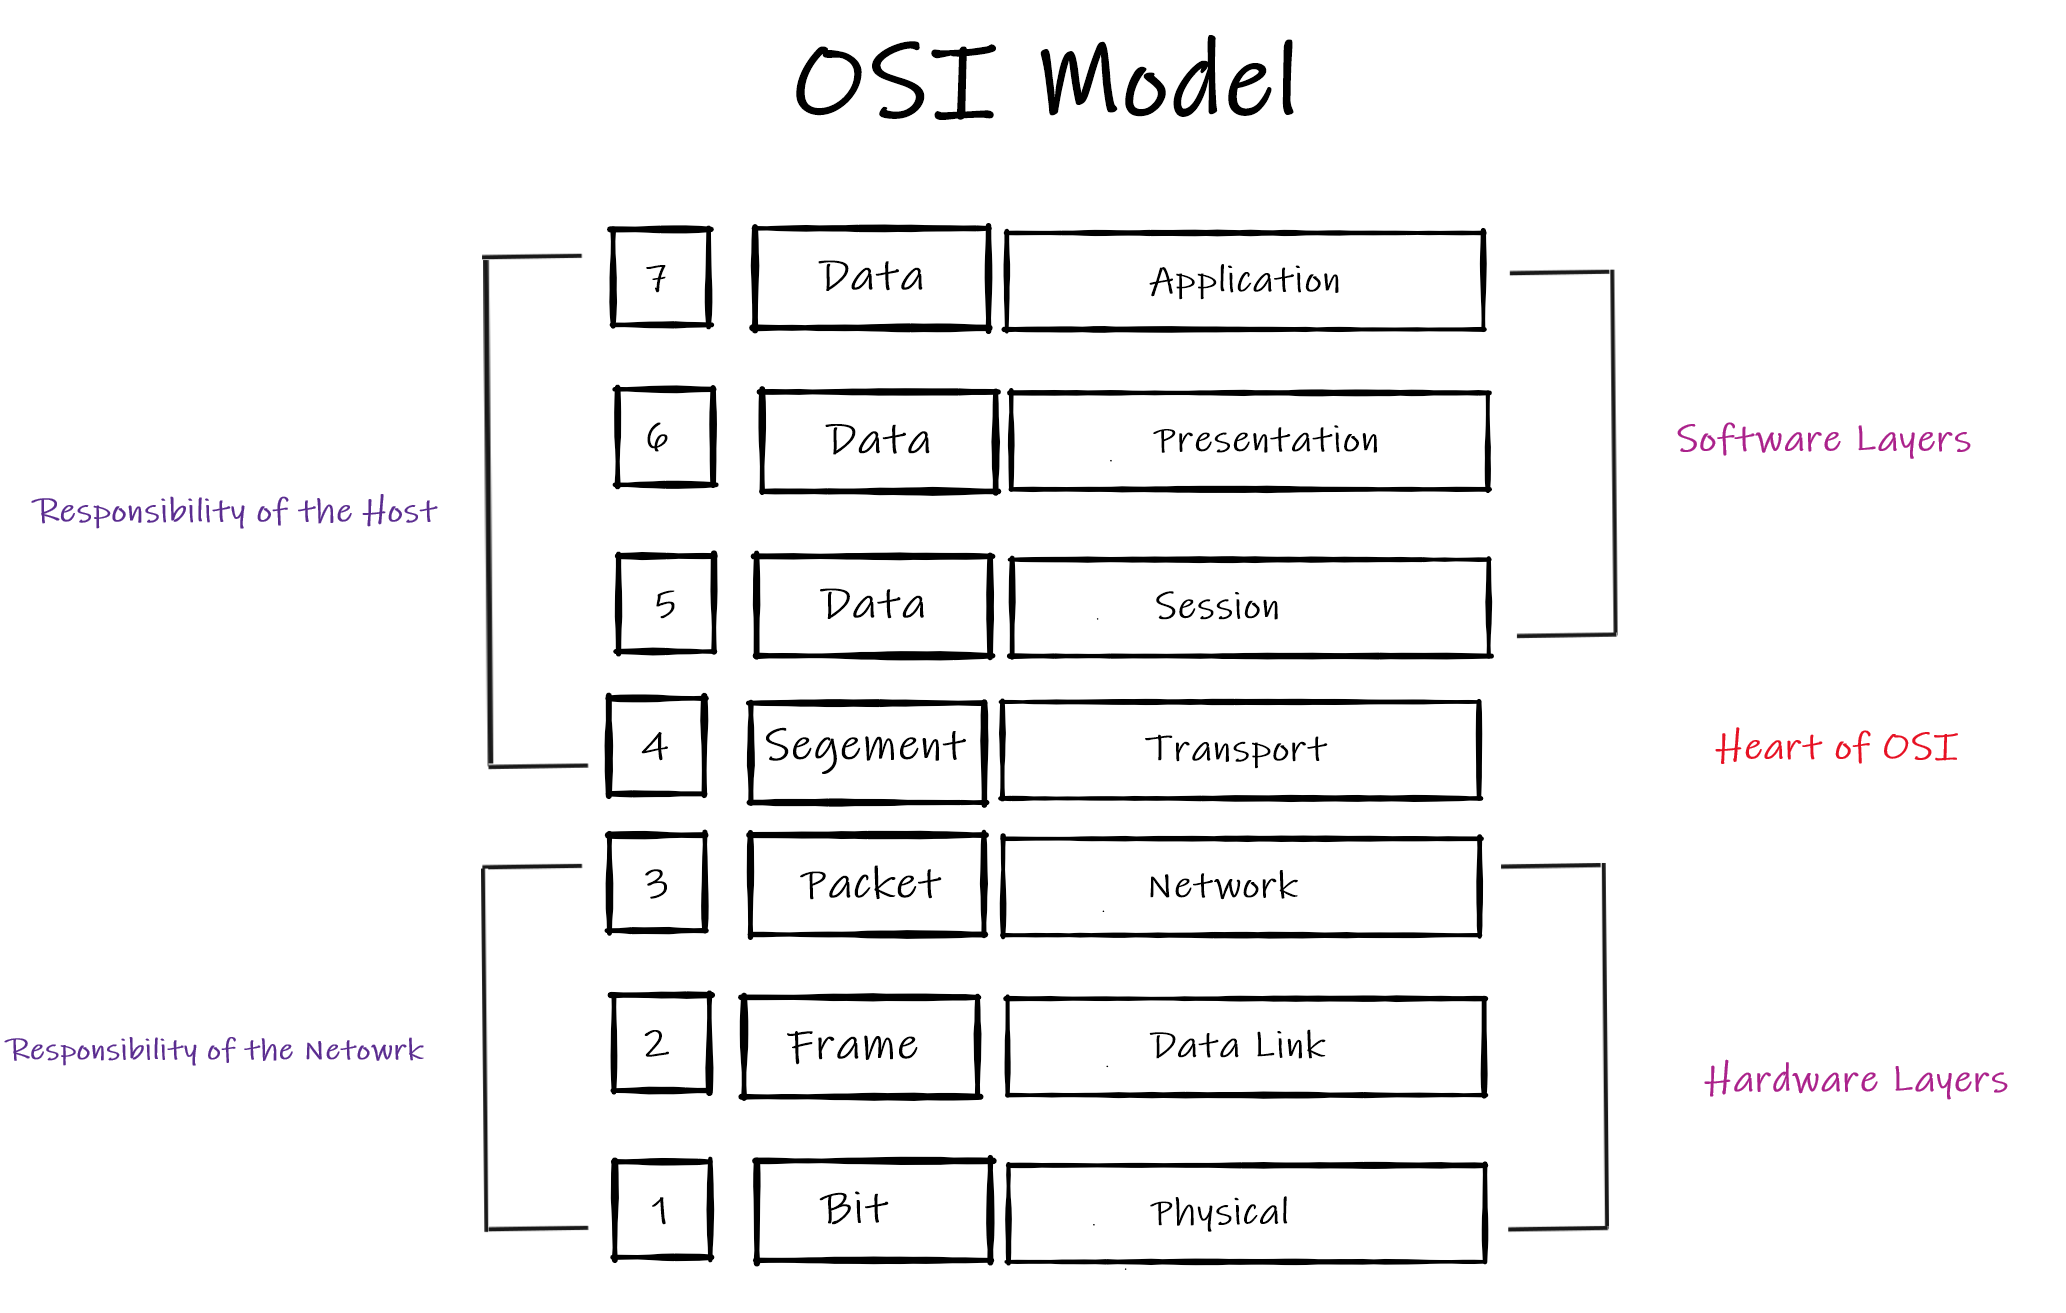 OSI Model
7 Data Application
6 Data Presentation
Software Layers
Responsibility of the Host
5 Data Session
4 Segement Transport
Heart of OSI
3 Packet Network
2 Frame Data Link
Responsibility of the Netowrk
Hardware Layers
1 Bit Physical